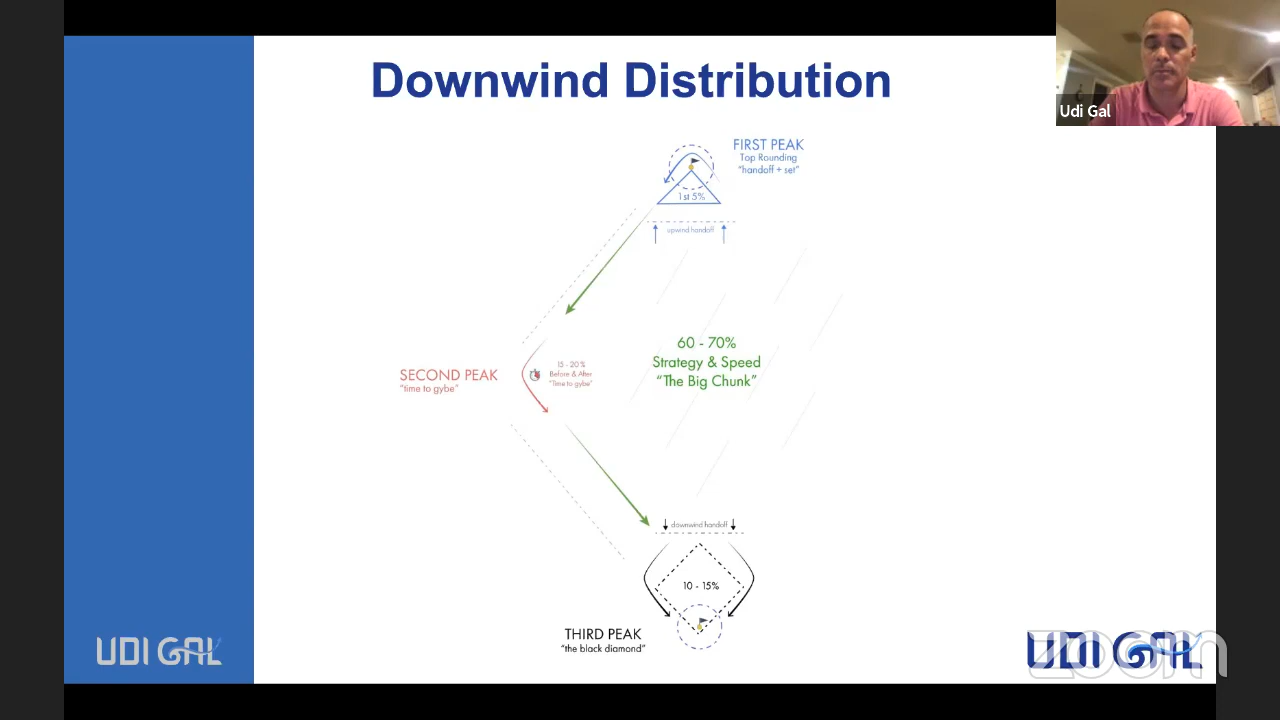 Downwind Distribution
Udi Gal
FIRST PEAK
Top Rounding
“handoff + set”
1st 5%
upwind handoff
60 - 70%
Strategy & Speed
“The Big Chunk”
SECOND PEAK
“time to gybe”
15 - 20%
Before & After
“Time to gybe”
downwind handoff
10 - 15%
THIRD PEAK
“the black diamond”
UDI GAL
UDI GAL
zoom